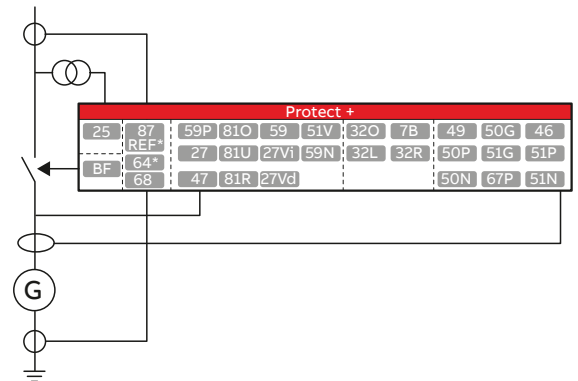 Protect +
25 87 59P 81O 59 51V 32O 7B 49 50G 46
REF*
27 81U 27Vi 59N 32L 32R 50P 51G 51P
BF 64*
68 47 81R 27Vd 50N 67P 51N
G